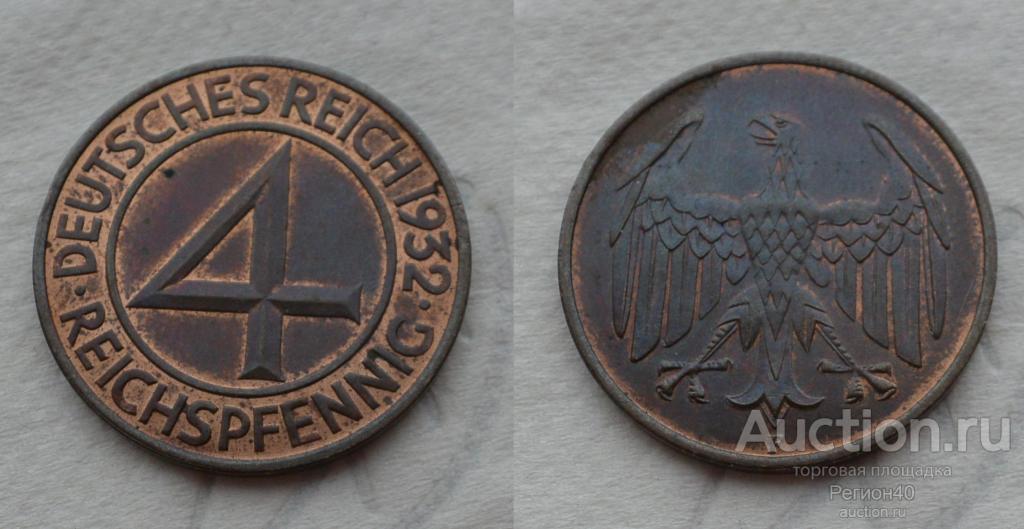 DEUTSCHES REICH 1932
REICHSPFENNIG
4
Auction.ru
торговая площадка
Регион40
auction.ru